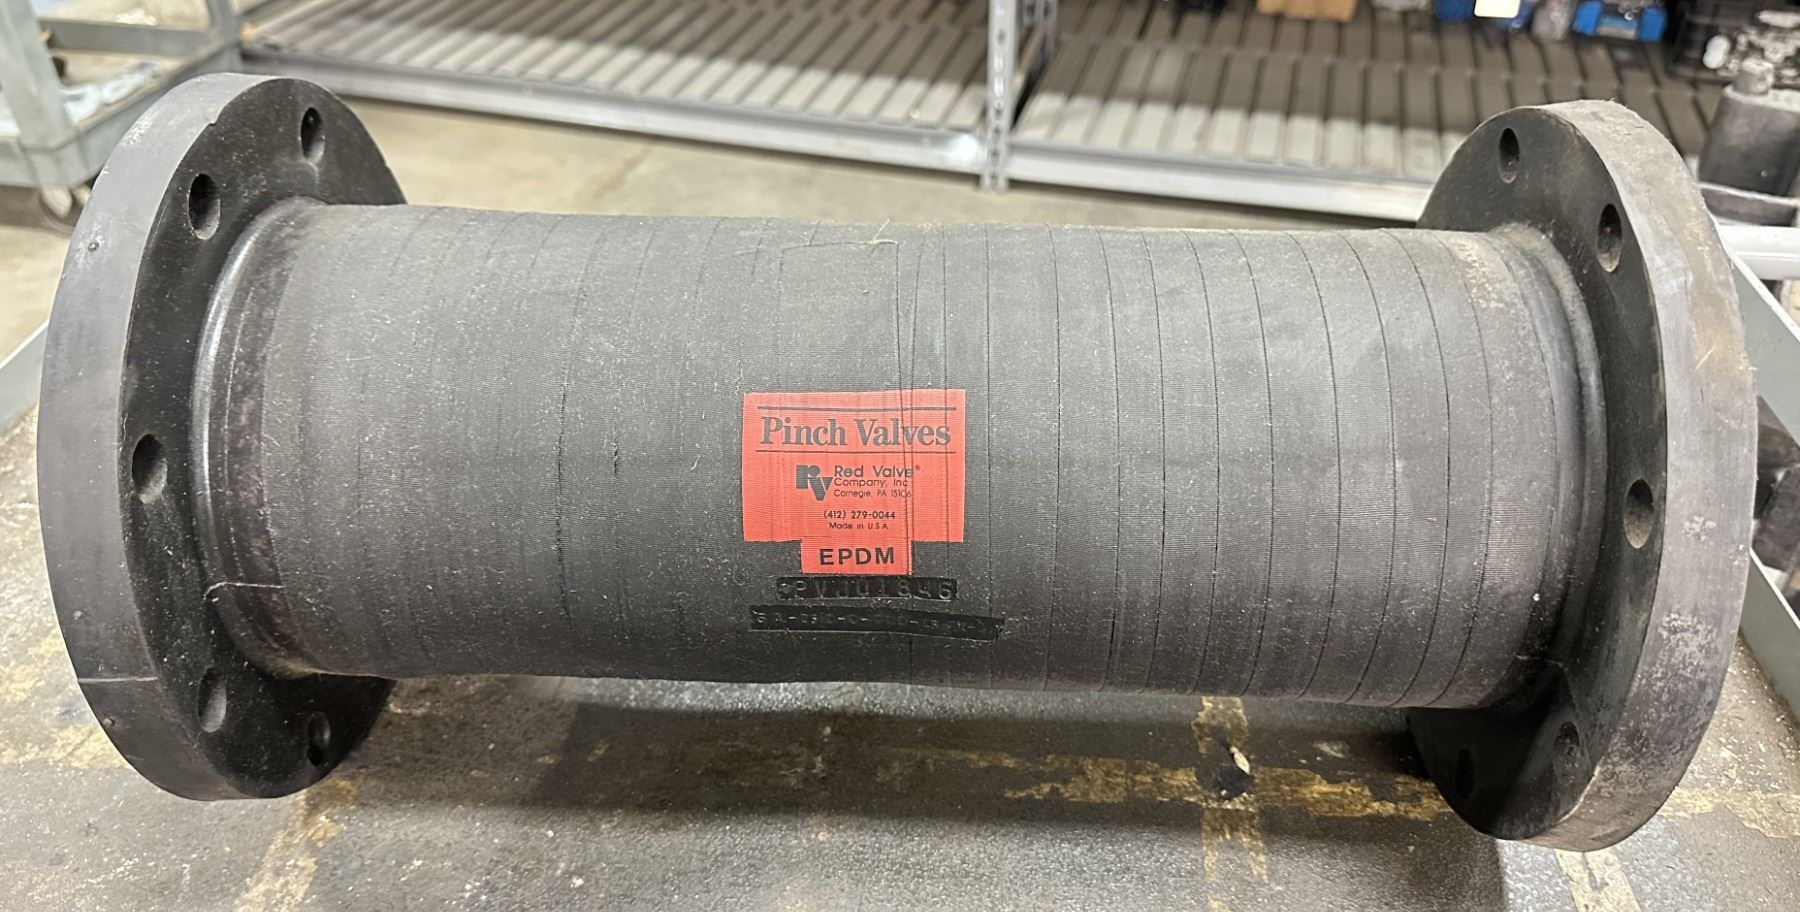 Pinch Valves
rv
Red Valve®
Company, Inc.
Carnegie, PA 15106
(412) 279-0044
Made in U.S.A.
EPDM